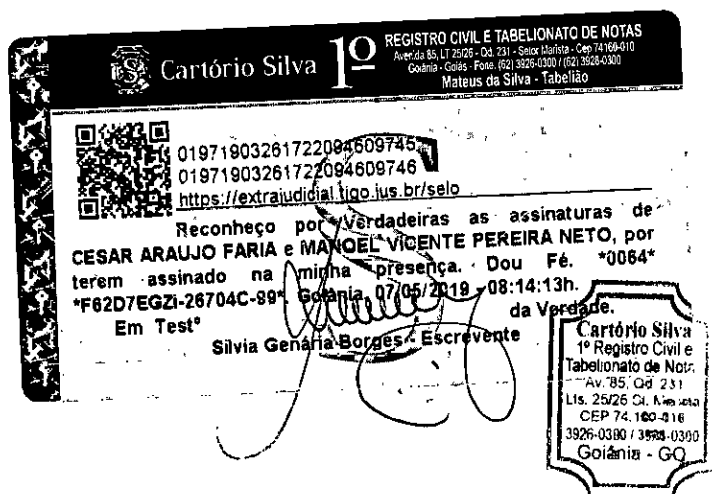 Cartório Silva 1º
REGISTRO CIVIL E TABELIONATO DE NOTAS
Avenida 85, LT 25/26 - Qd. 231 - Setor Marista - Cep 74160-010
Goiânia - Goiás - Fone. (62) 3926-0300 / (62) 3928-0300
Mateus da Silva - Tabelião
01971903261722094609745
01971903261722094609746
https://extrajudicial.tjgo.jus.br/selo
Reconheço por Verdadeiras as assinaturas de
CESAR ARAUJO FARIA e MANOEL VICENTE PEREIRA NETO, por
terem assinado na minha presença. Dou Fé. *0064*
*F62D7EGZi-26704C-99* Goiânia, 07/05/2019 - 08:14:13h.
Em Testº da Verdade.
Silvia Genária Borges - Escrevente
Cartório Silva
1º Registro Civil e
Tabelionato de Notas
Av. 85, Qd. 231
Lts. 25/26 St. Marista
CEP 74.160-010
3926-0300 / 3928-0300
Goiânia - GO